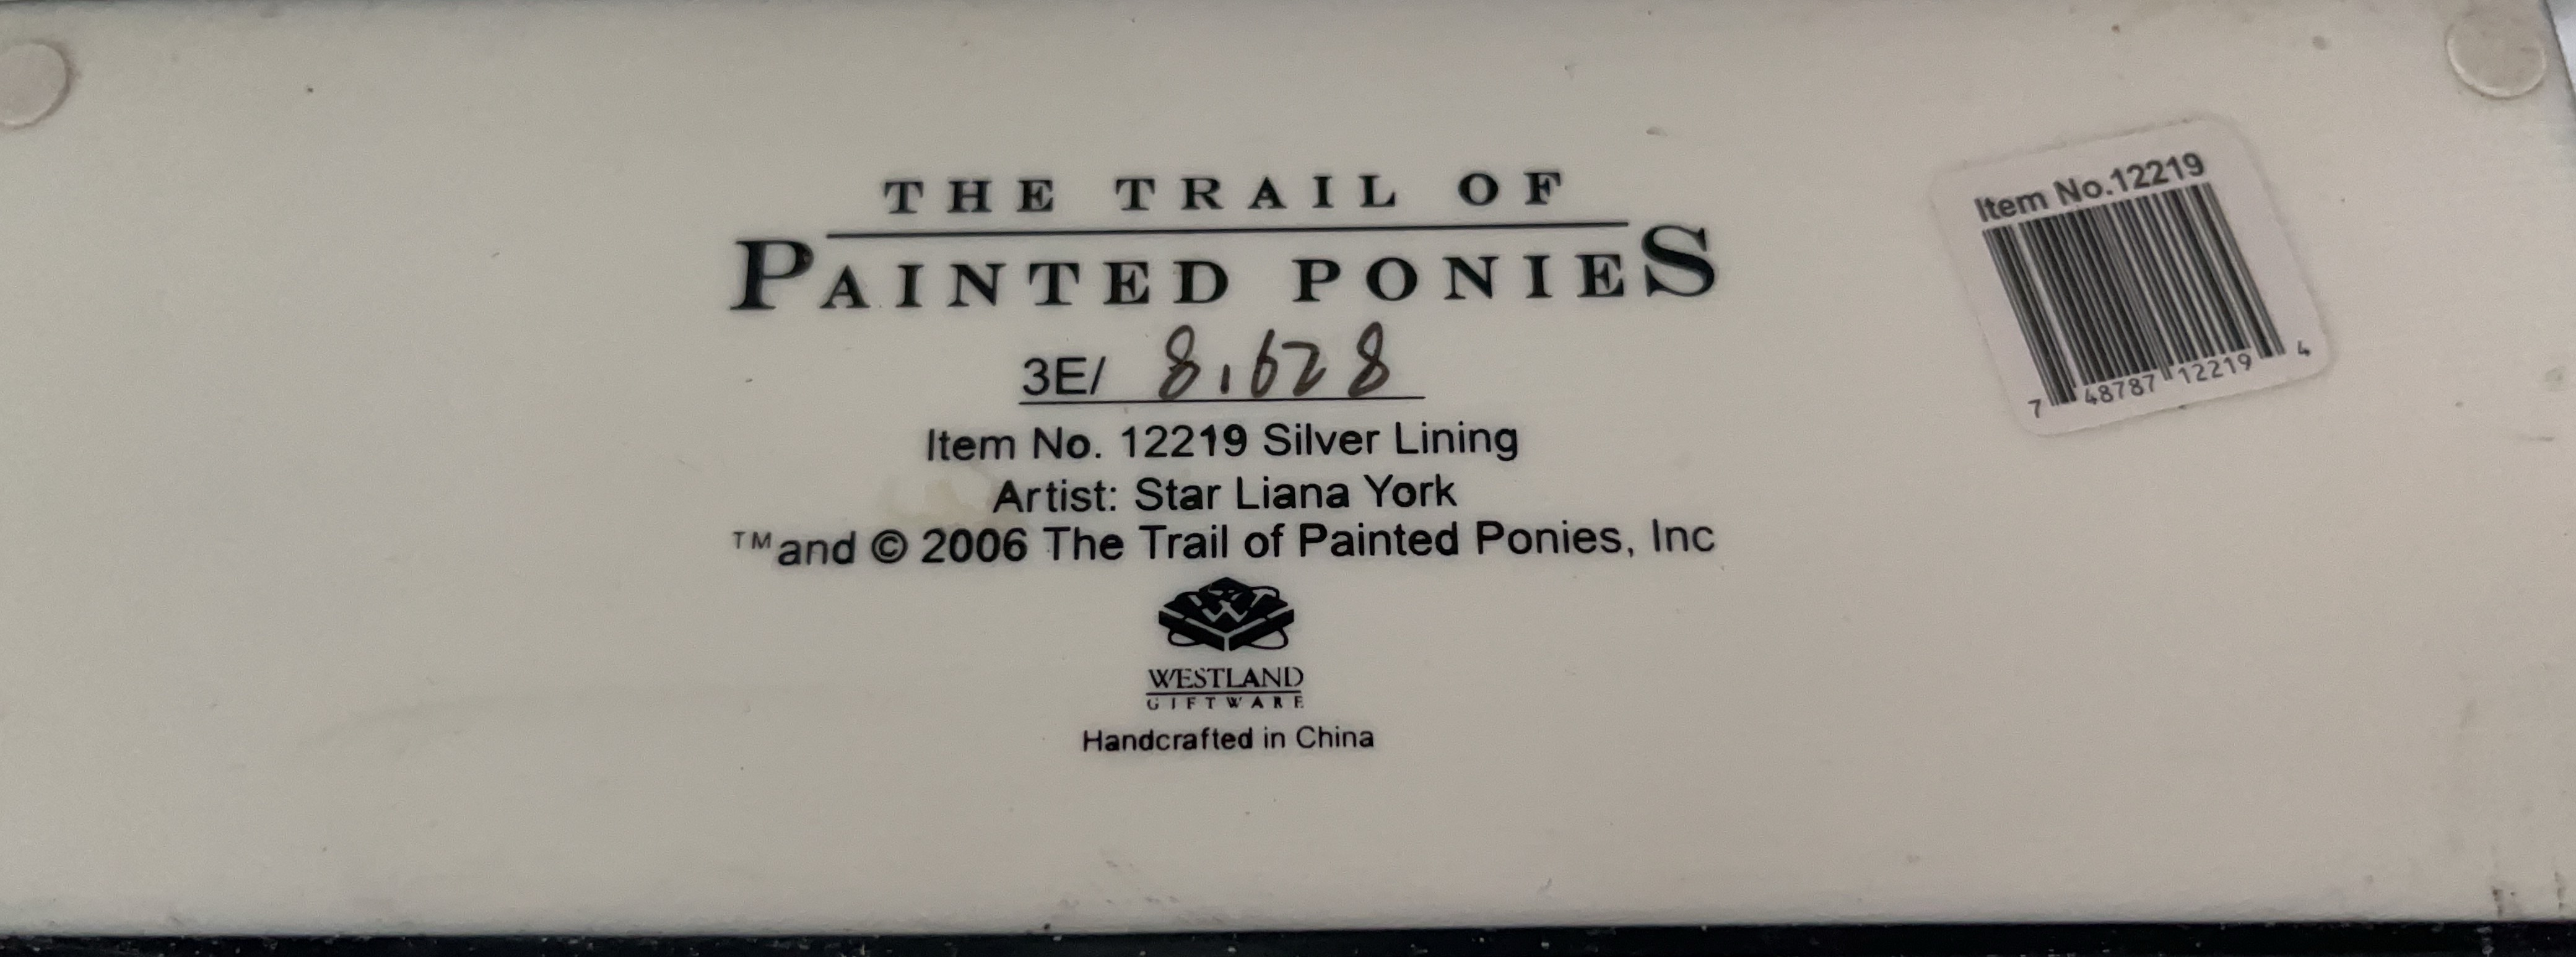 THE TRAIL OF
PAINTED PONIES
3E/ 8,628
Item No. 12219 Silver Lining
Artist: Star Liana York
™and © 2006 The Trail of Painted Ponies, Inc
W
WESTLAND
GIFTWARE
Handcrafted in China
Item No.12219
7 48787 12219 4